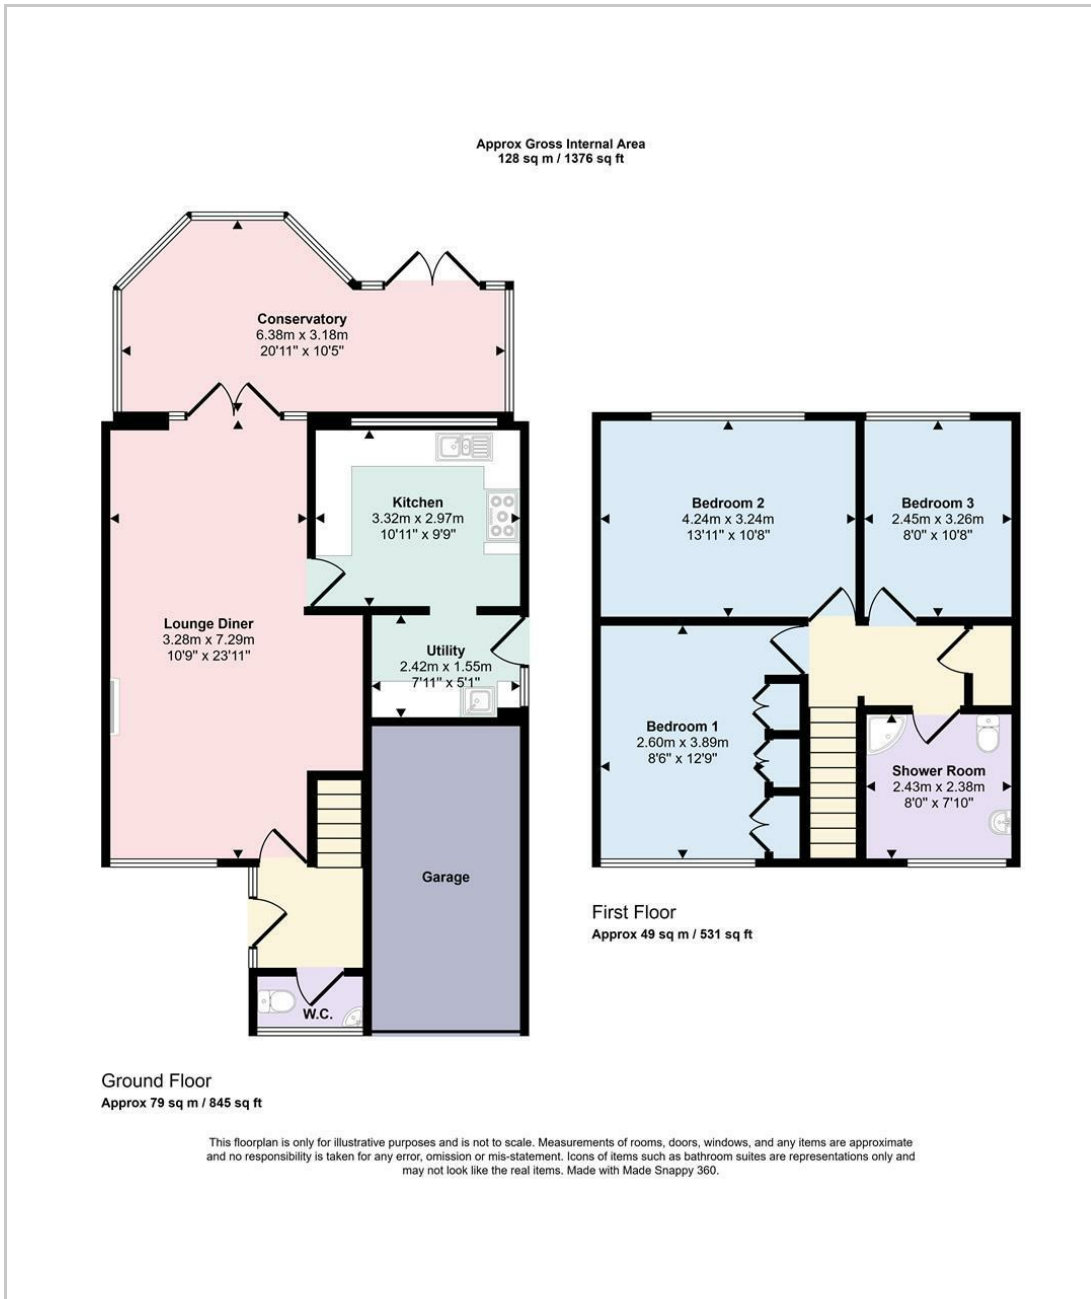 Approx Gross Internal Area
128 sq m / 1376 sq ft
Conservatory
6.38m x 3.18m
20'11" x 10'5"
Kitchen
3.32m x 2.97m
10'11" x 9'9"
Lounge Diner
3.28m x 7.29m
10'9" x 23'11"
Utility
2.42m x 1.55m
7'11" x 5'1"
Garage
W.C.
Ground Floor
Approx 79 sq m / 845 sq ft
Bedroom 2
4.24m x 3.24m
13'11" x 10'8"
Bedroom 3
2.45m x 3.26m
8'0" x 10'8"
Bedroom 1
2.60m x 3.89m
8'6" x 12'9"
Shower Room
2.43m x 2.38m
8'0" x 7'10"
First Floor
Approx 49 sq m / 531 sq ft
This floorplan is only for illustrative purposes and is not to scale. Measurements of rooms, doors, windows, and any items are approximate
and no responsibility is taken for any error, omission or mis-statement. Icons of items such as bathroom suites are representations only and
may not look like the real items. Made with Made Snappy 360.